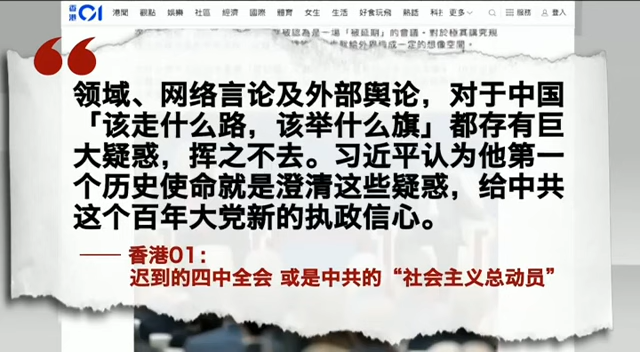 香港 01 港聞 觀點 娛樂 社區 經濟 國際 體育 女生 生活 好食玩飛 熱話 科技 更多 服務 登入
領域、网络言论及外部舆论，对于中国
「该走什么路，该举什么旗」都存有巨
大疑惑，挥之不去。习近平认为他第一
个历史使命就是澄清这些疑惑，给中共
这个百年大党新的执政信心。
—— 香港01：
迟到的四中全会 或是中共的“社会主义总动员”